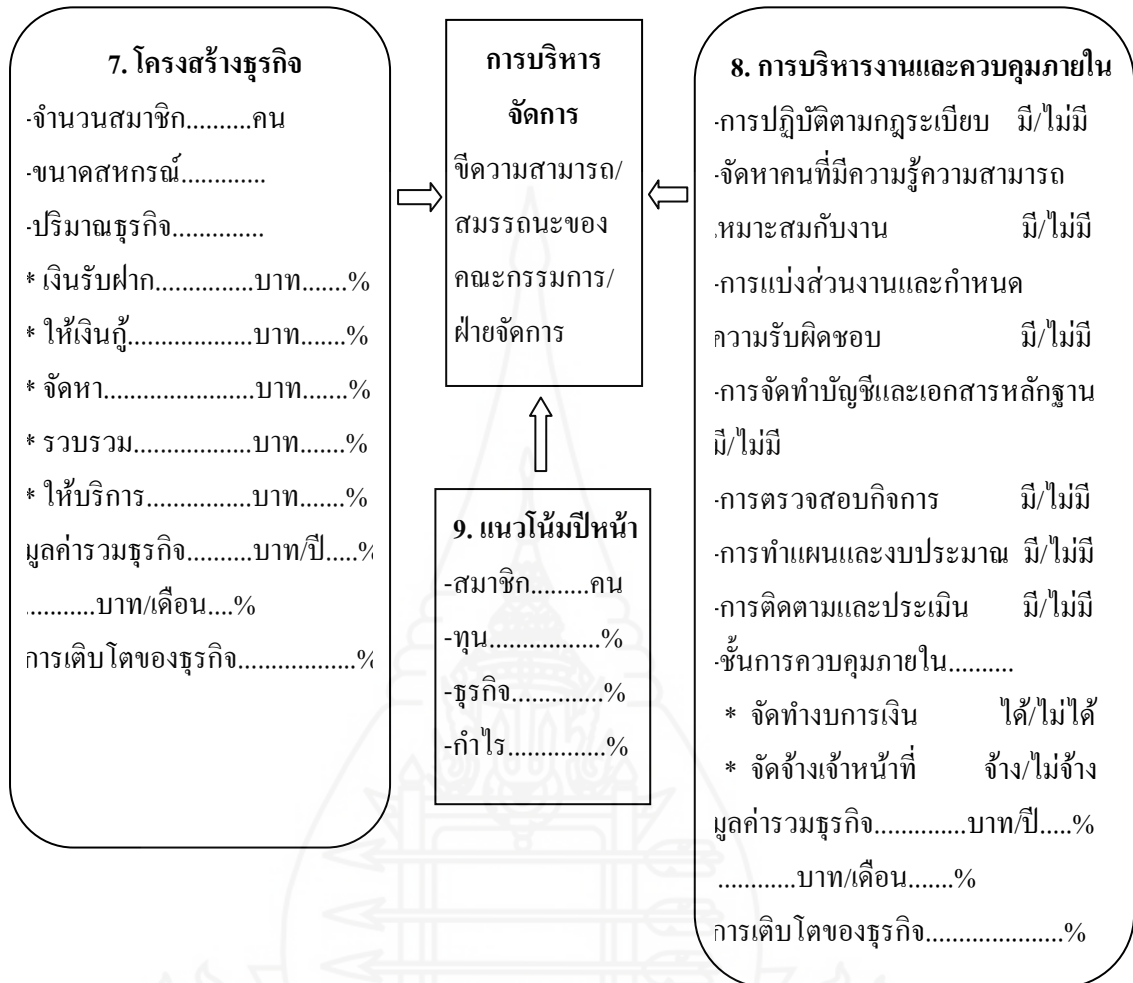 7. โครงสร้างธุรกิจ
-จำนวนสมาชิก..........คน
-ขนาดสหกรณ์.............
-ปริมาณธุรกิจ..............
* เงินรับฝาก...............บาท.......%
* ให้เงินกู้..................บาท.......%
* จัดหา.......................บาท.......%
* รวบรวม..................บาท.......%
* ให้บริการ................บาท.......%
มูลค่ารวมธุรกิจ..........บาท/ปี.....%
...........บาท/เดือน....%
การเติบโตของธุรกิจ..................%
การบริหาร
จัดการ
ขีดความสามารถ/
สมรรถนะของ
คณะกรรมการ/
ฝ่ายจัดการ
9. แนวโน้มปีหน้า
-สมาชิก.........คน
-ทุน.................%
-ธุรกิจ..............%
-กำไร...............%
8. การบริหารงานและควบคุมภายใน
-การปฏิบัติตามกฎระเบียบ มี/ไม่มี
-จัดหาคนที่มีความรู้ความสามารถ
เหมาะสมกับงาน มี/ไม่มี
-การแบ่งส่วนงานและกำหนด
ความรับผิดชอบ มี/ไม่มี
-การจัดทำบัญชีและเอกสารหลักฐาน
มี/ไม่มี
-การตรวจสอบกิจการ มี/ไม่มี
-การทำแผนและงบประมาณ มี/ไม่มี
-การติดตามและประเมิน มี/ไม่มี
-ชั้นการควบคุมภายใน..........
* จัดทำงบการเงิน ได้/ไม่ได้
* จัดจ้างเจ้าหน้าที่ จ้าง/ไม่จ้าง
มูลค่ารวมธุรกิจ..............บาท/ปี.....%
............บาท/เดือน.......%
การเติบโตของธุรกิจ.....................%